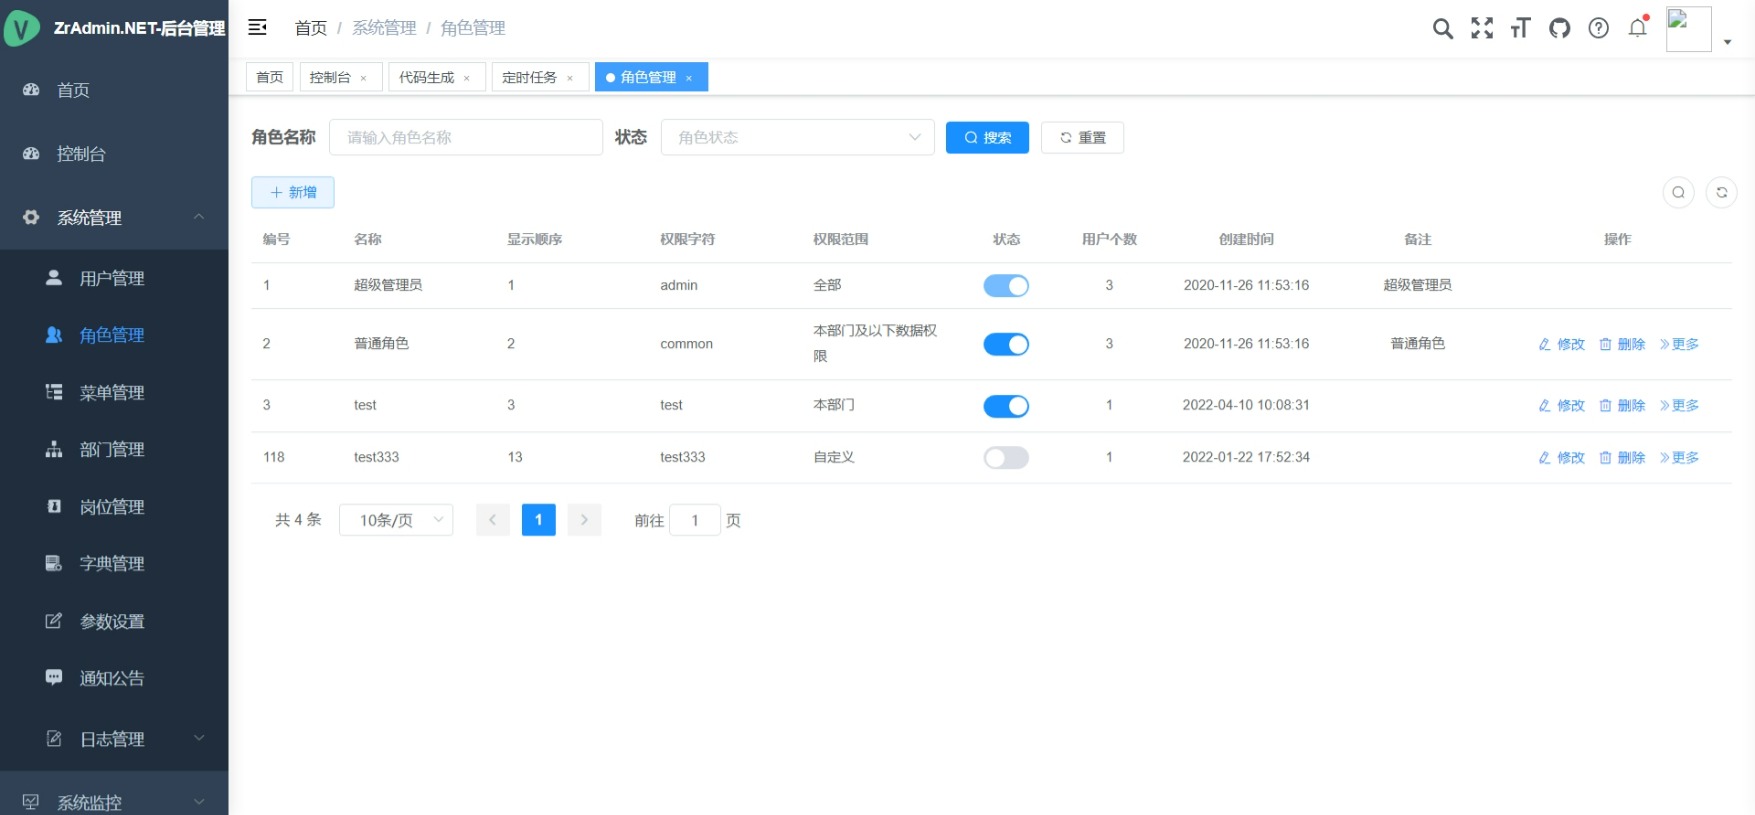 ZrAdmin.NET-后台管理
首页 / 系统管理 / 角色管理
首页
控制台
系统管理
用户管理
角色管理
菜单管理
部门管理
岗位管理
字典管理
参数设置
通知公告
日志管理
系统监控
首页 控制台 × 代码生成 × 定时任务 × 角色管理 ×
角色名称 请输入角色名称 状态 角色状态 搜索 重置
+ 新增
编号 名称 显示顺序 权限字符 权限范围 状态 用户个数 创建时间 备注 操作
1 超级管理员 1 admin 全部 3 2020-11-26 11:53:16 超级管理员
2 普通角色 2 common 本部门及以下数据权 3 2020-11-26 11:53:16 普通角色 修改 删除 更多
限
3 test 3 test 本部门 1 2022-04-10 10:08:31 修改 删除 更多
118 test333 13 test333 自定义 1 2022-01-22 17:52:34 修改 删除 更多
共 4 条 10条/页 1 前往 1 页